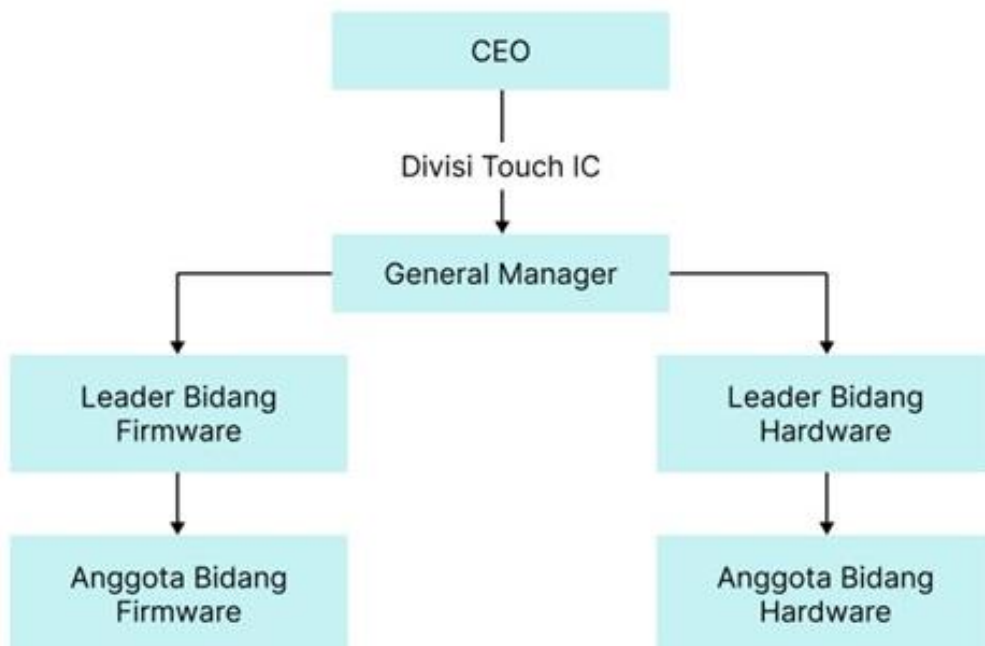 CEO
Divisi Touch IC
General Manager
Leader Bidang
Firmware
Leader Bidang
Hardware
Anggota Bidang
Firmware
Anggota Bidang
Hardware